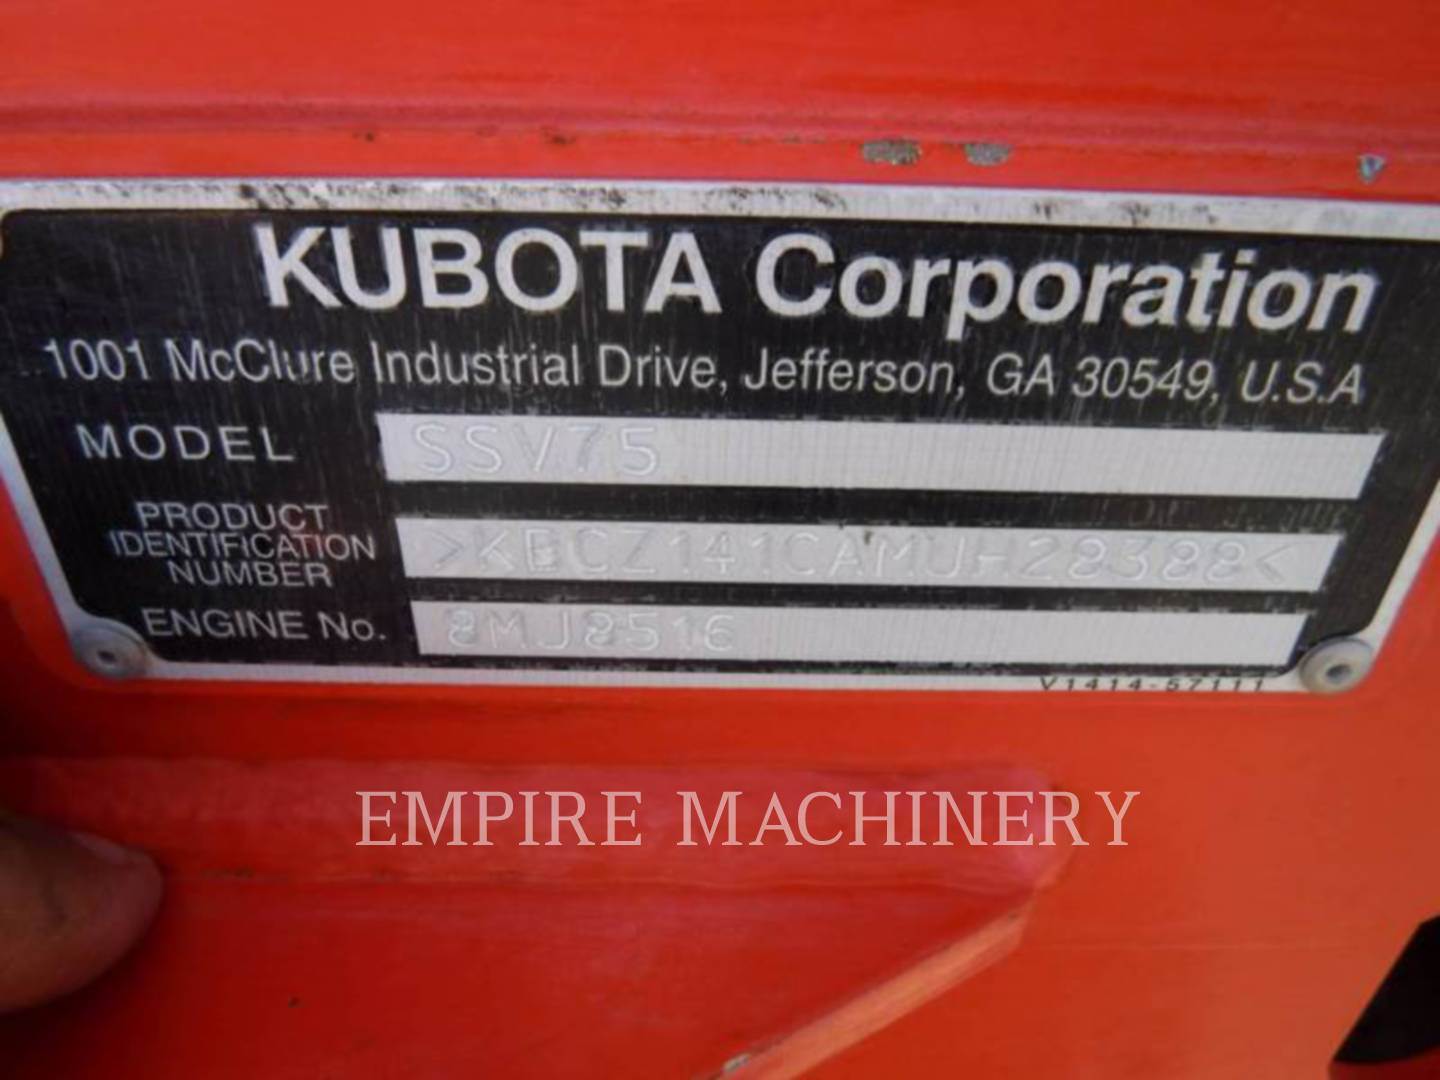 KUBOTA Corporation
1001 McClure Industrial Drive, Jefferson, GA 30549, U.S.A
MODEL SSV75
PRODUCT IDENTIFICATION NUMBER >KBCZ141CAMUH28388<
ENGINE No. 8MJ8516
V1414-57111
EMPIRE MACHINERY